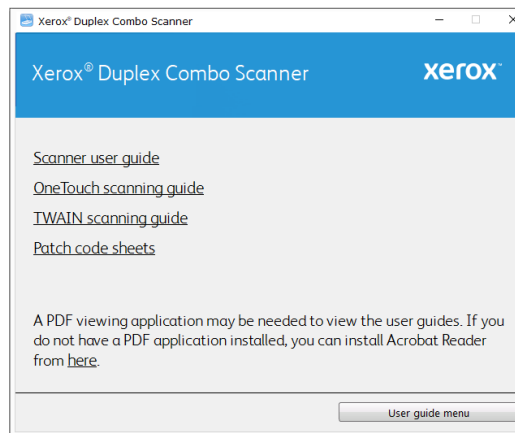 Xerox® Duplex Combo Scanner
Xerox® Duplex Combo Scanner
xerox™
Scanner user guide
OneTouch scanning guide
TWAIN scanning guide
Patch code sheets
A PDF viewing application may be needed to view the user guides. If you
do not have a PDF application installed, you can install Acrobat Reader
from here.
User guide menu